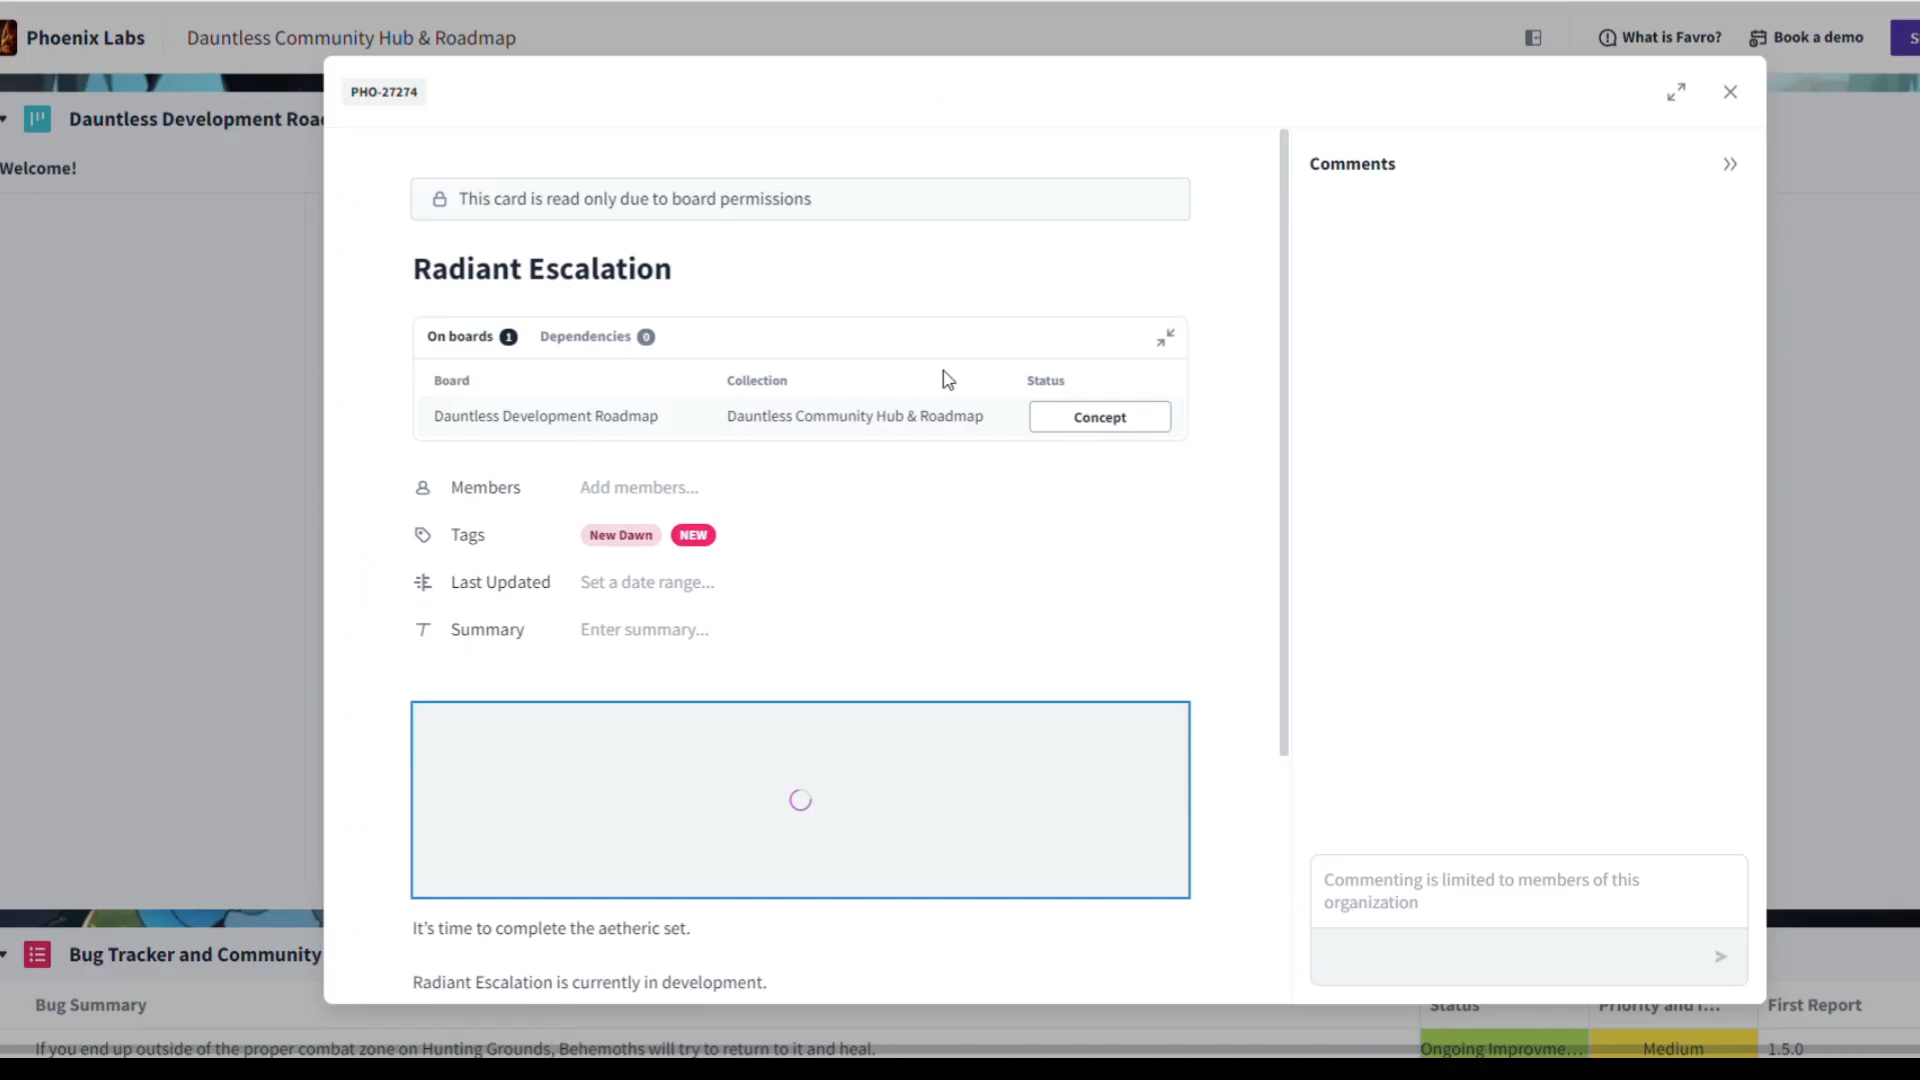 Phoenix Labs
Dauntless Community Hub & Roadmap
What is Favro?
Book a demo
S
PHO-27274
Dauntless Development Roa
Welcome!
Comments
This card is read only due to board permissions
Radiant Escalation
On boards 1
Dependencies 0
Board Collection Status
Dauntless Development Roadmap Dauntless Community Hub & Roadmap Concept
Members Add members...
Tags New Dawn NEW
Last Updated Set a date range...
Summary Enter summary...
It's time to complete the aetheric set.
Radiant Escalation is currently in development.
Commenting is limited to members of this
organization
Bug Tracker and Community
Bug Summary Status Priority and I... First Report
If you end up outside of the proper combat zone on Hunting Grounds, Behemoths will try to return to it and heal. Ongoing Improvme... Medium 1.5.0